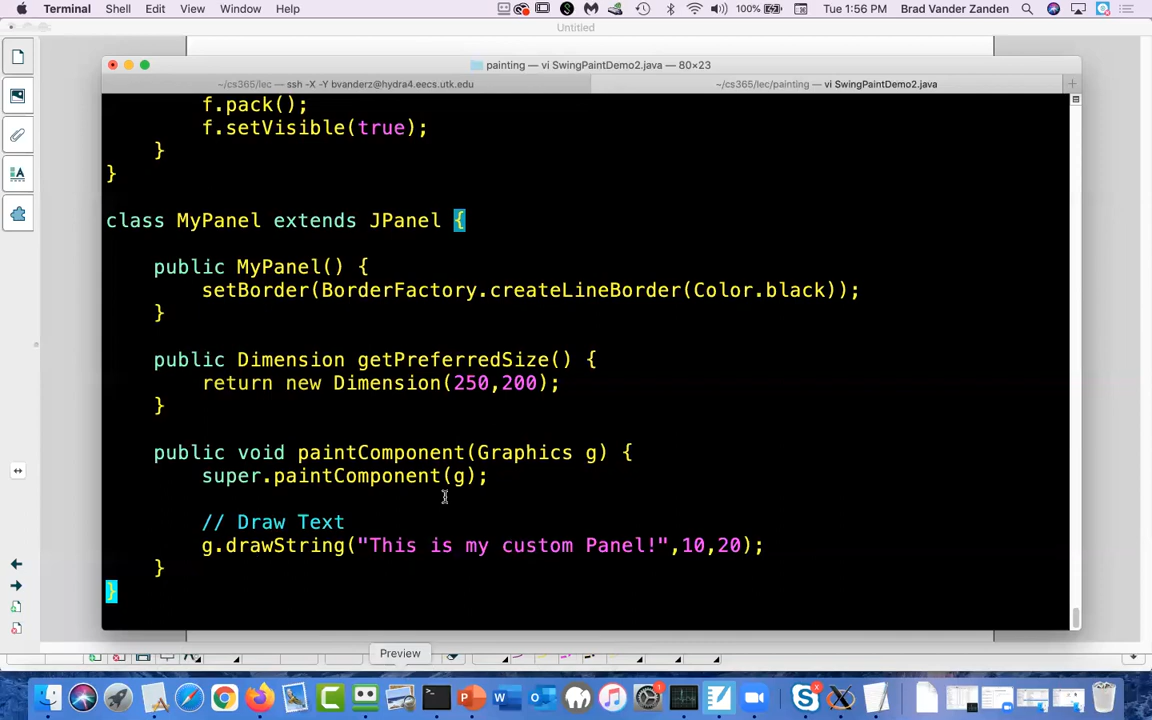 Terminal Shell Edit View Window Help 100% Tue 1:56 PM Brad Vander Zanden
Untitled
painting — vi SwingPaintDemo2.java — 80×23
~/cs365/lec — ssh -X -Y bvanderz@hydra4.eecs.utk.edu ~/cs365/lec/painting — vi SwingPaintDemo2.java
f.pack();
f.setVisible(true);
}
}
class MyPanel extends JPanel {
public MyPanel() {
setBorder(BorderFactory.createLineBorder(Color.black));
}
public Dimension getPreferredSize() {
return new Dimension(250,200);
}
public void paintComponent(Graphics g) {
super.paintComponent(g);
// Draw Text
g.drawString("This is my custom Panel!",10,20);
}
}
Preview